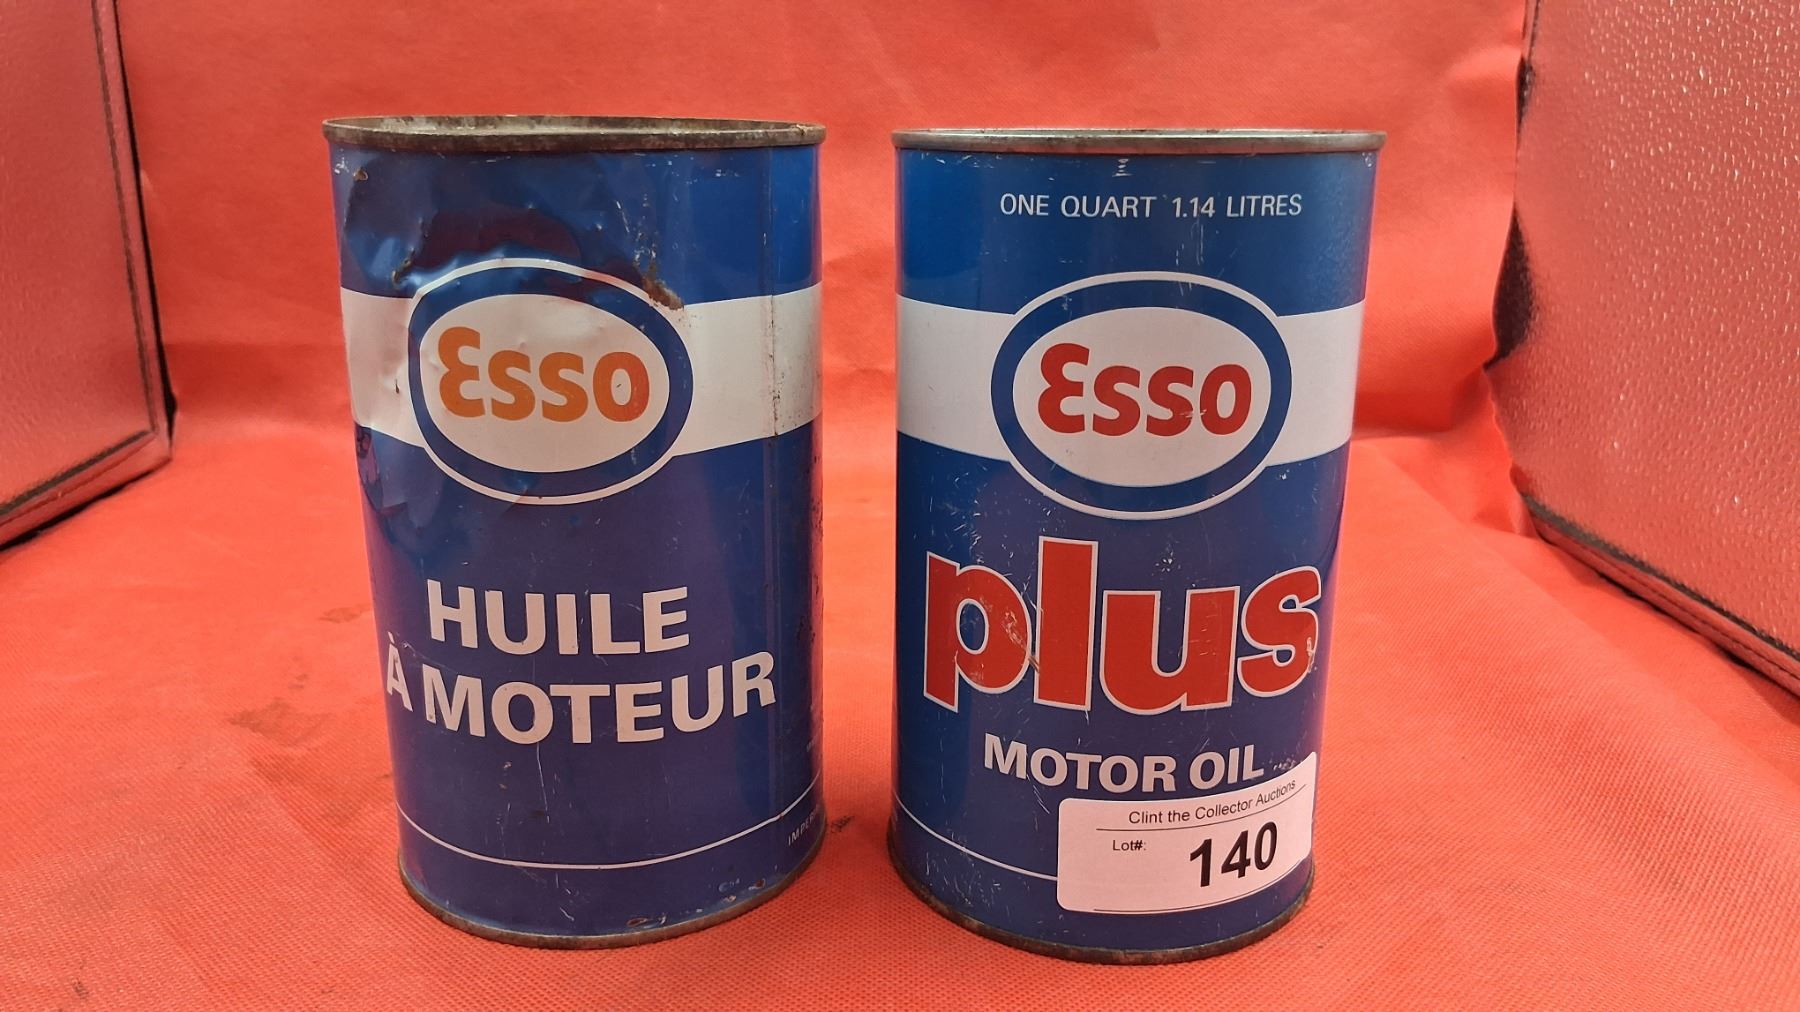 Esso
HUILE
À MOTEUR
ONE QUART 1.14 LITRES
Esso
plus
MOTOR OIL
Clint the Collector Auctions
Lot#: 140